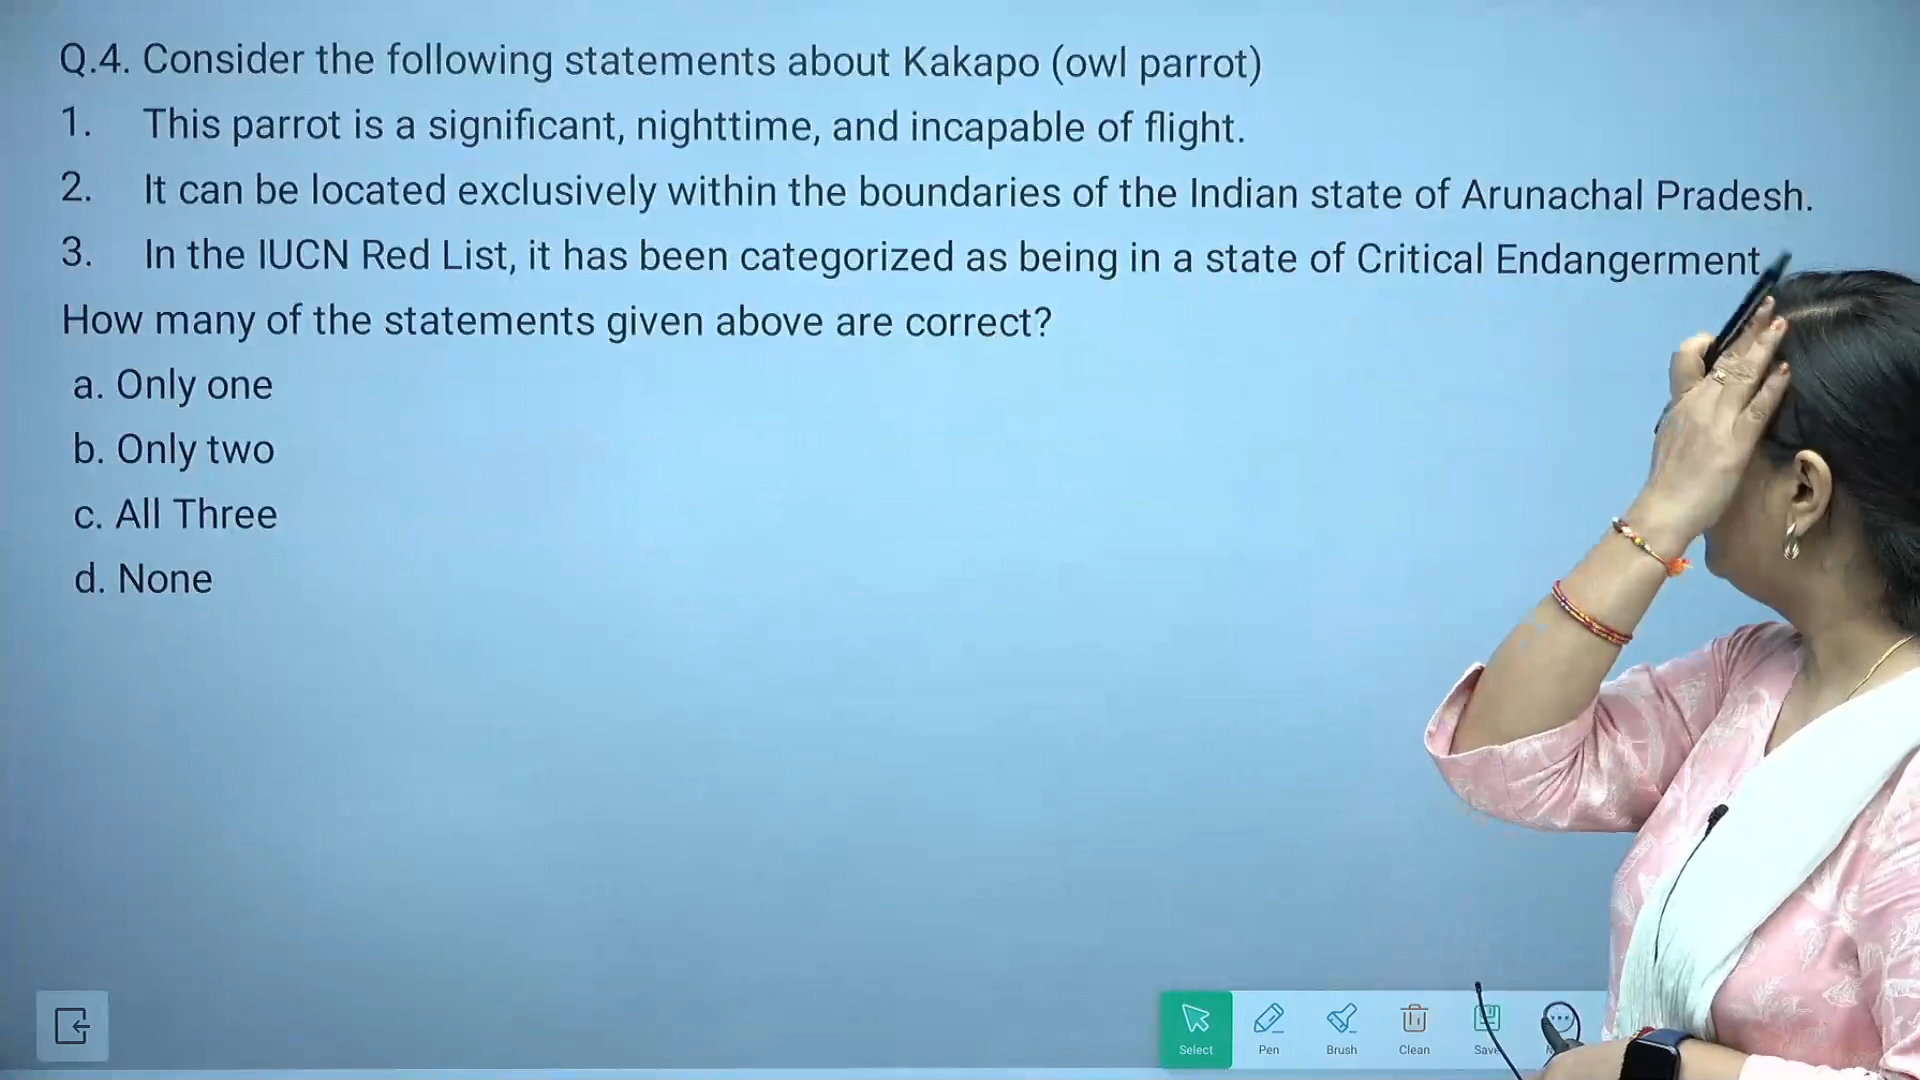 Q.4. Consider the following statements about Kakapo (owl parrot)
1. This parrot is a significant, nighttime, and incapable of flight.
2. It can be located exclusively within the boundaries of the Indian state of Arunachal Pradesh.
3. In the IUCN Red List, it has been categorized as being in a state of Critical Endangerment
How many of the statements given above are correct?
a. Only one
b. Only two
c. All Three
d. None
Select Pen Brush Clean Save